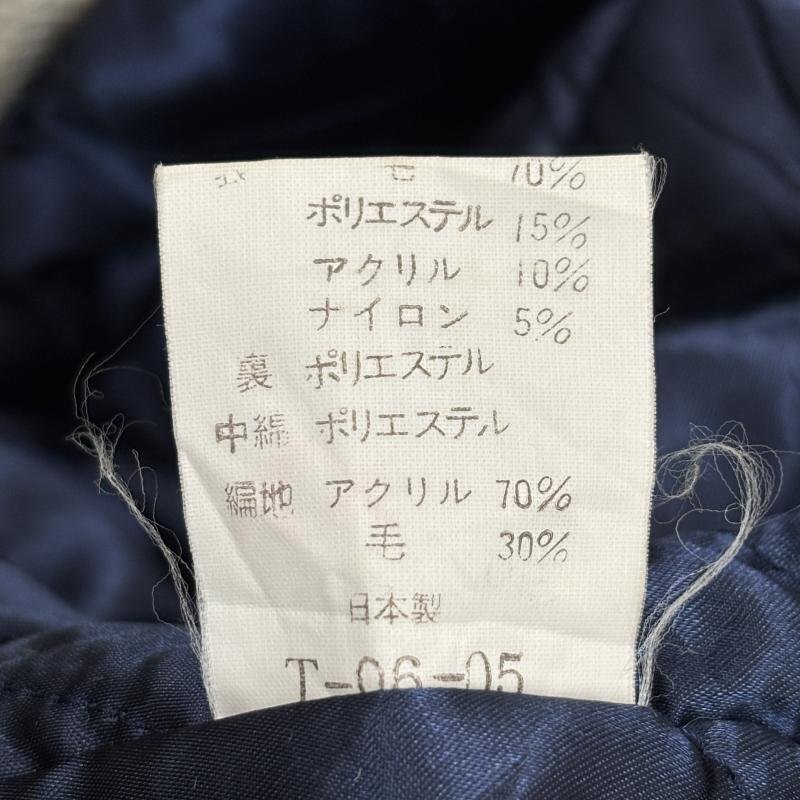 毛 70%
ポリエステル 15%
アクリル 10%
ナイロン 5%
裏 ポリエステル
中綿 ポリエステル
編地 アクリル 70%
毛 30%
日本製
T-06-05